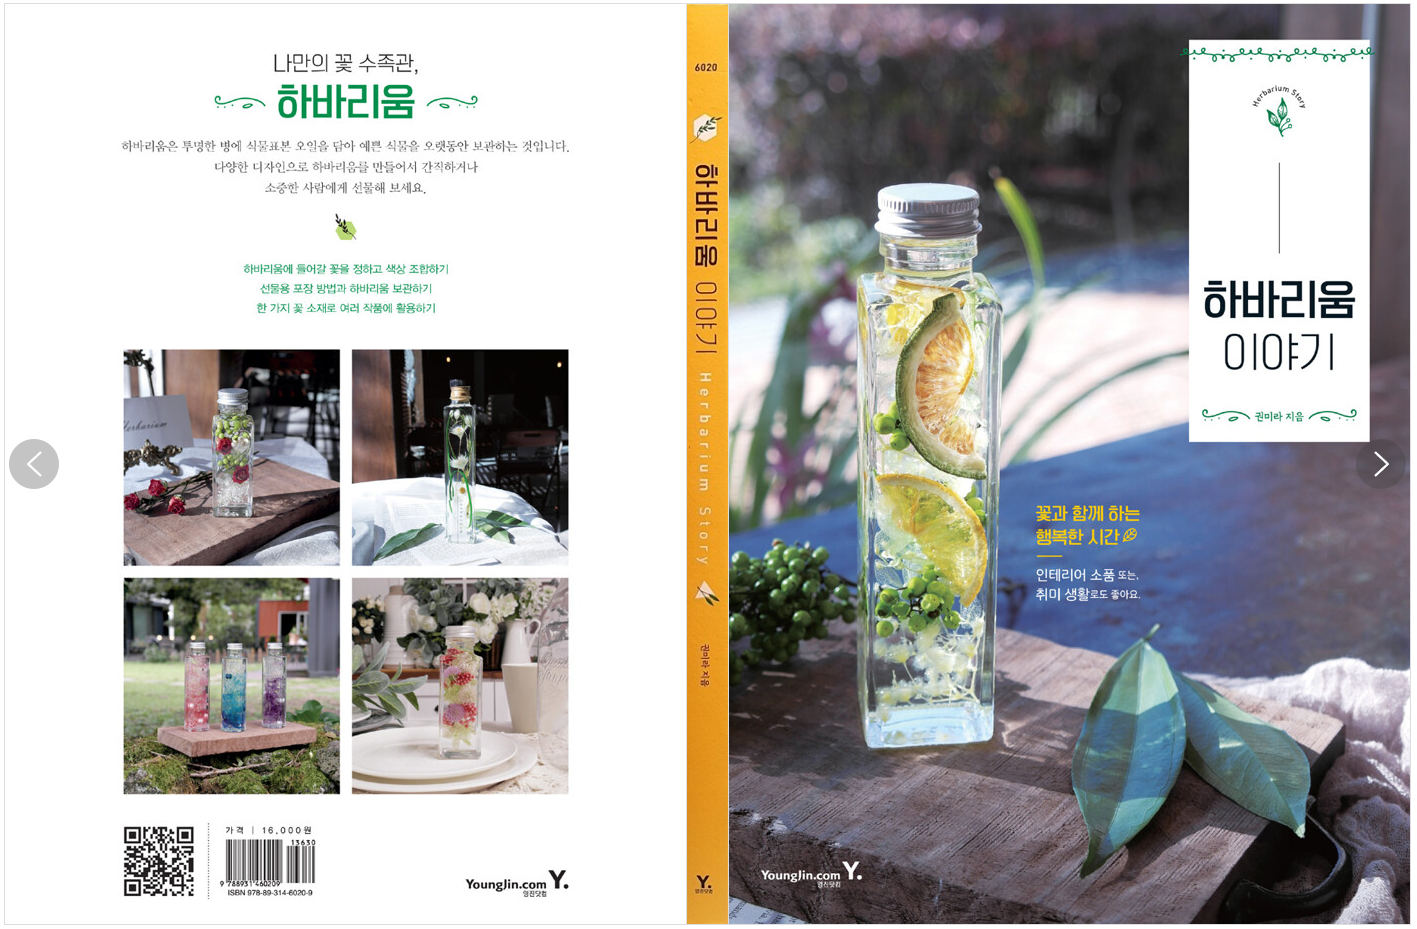 나만의 꽃 수족관,
하바리움
하바리움은 투명한 병에 식물표본 오일을 담아 예쁜 식물을 오랫동안 보관하는 것입니다.
다양한 디자인으로 하바리움를 만들어서 간직하거나
소중한 사람에게 선물해 보세요.
하바리움에 들어갈 꽃을 정하고 색상 조합하기
선물용 포장 방법과 하바리움 보관하기
한 가지 꽃 소재로 여러 작품에 활용하기
Herbarium
가격 | 16,000원
13630
9 788931 460209
ISBN 978-89-314-6020-9
YoungJin.com Y.
영진닷컴
6020
하바리움 이야기 Herbarium Story
권미라 지음
Y.
영진닷컴
Herbarium Story
하바리움
이야기
권미라 지음
꽃과 함께 하는
행복한 시간
인테리어 소품 또는,
취미 생활로도 좋아요.
YoungJin.com Y.
영진닷컴